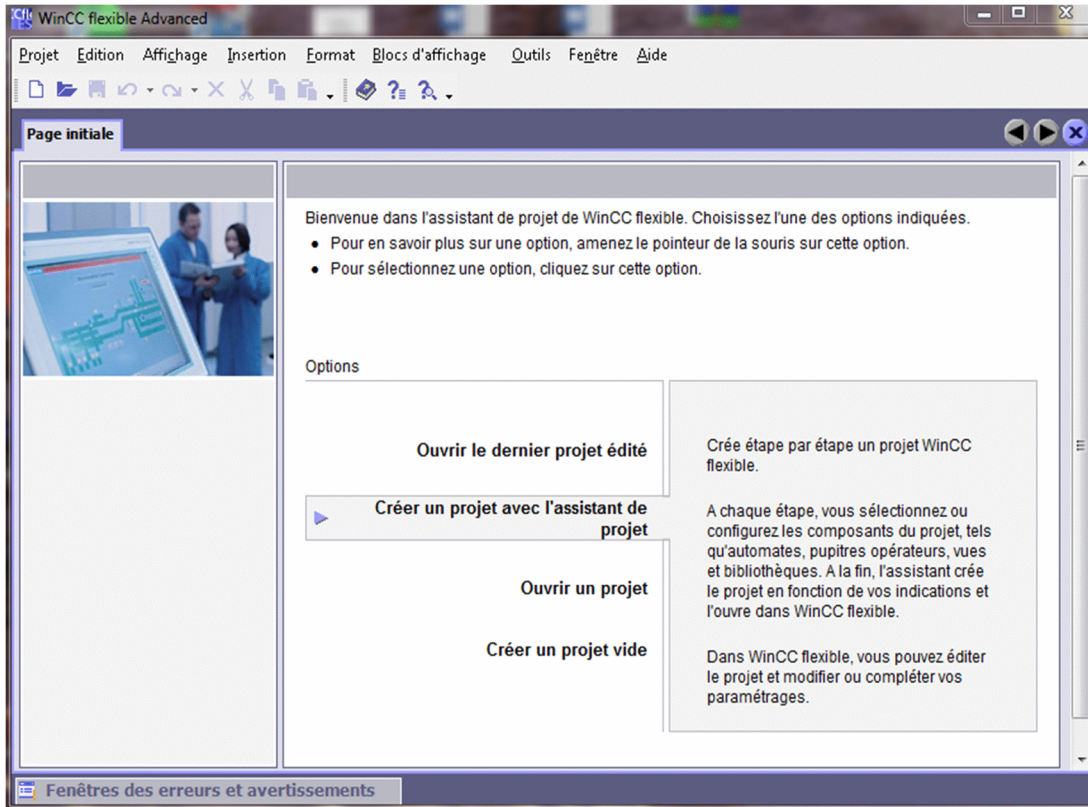 WinCC flexible Advanced
Projet Edition Affichage Insertion Format Blocs d'affichage Outils Fenêtre Aide
Page initiale
Bienvenue dans l'assistant de projet de WinCC flexible. Choisissez l'une des options indiquées.
• Pour en savoir plus sur une option, amenez le pointeur de la souris sur cette option.
• Pour sélectionnez une option, cliquez sur cette option.
Options
Ouvrir le dernier projet édité
Créer un projet avec l'assistant de
projet
Ouvrir un projet
Créer un projet vide
Crée étape par étape un projet WinCC
flexible.
A chaque étape, vous sélectionnez ou
configurez les composants du projet, tels
qu'automates, pupitres opérateurs, vues
et bibliothèques. A la fin, l'assistant crée
le projet en fonction de vos indications et
l'ouvre dans WinCC flexible.
Dans WinCC flexible, vous pouvez éditer
le projet et modifier ou compléter vos
paramétrages.
Fenêtres des erreurs et avertissements